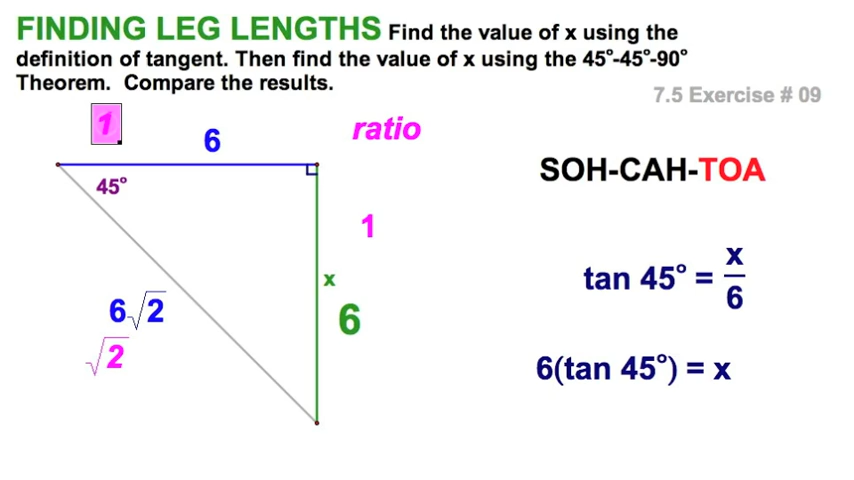 FINDING LEG LENGTHS Find the value of x using the
definition of tangent. Then find the value of x using the 45°-45°-90°
Theorem. Compare the results.
7.5 Exercise # 09
1
6
ratio
SOH-CAH-TOA
45°
1
tan 45° = x/6
x
6√2
6
√2
6(tan 45°) = x